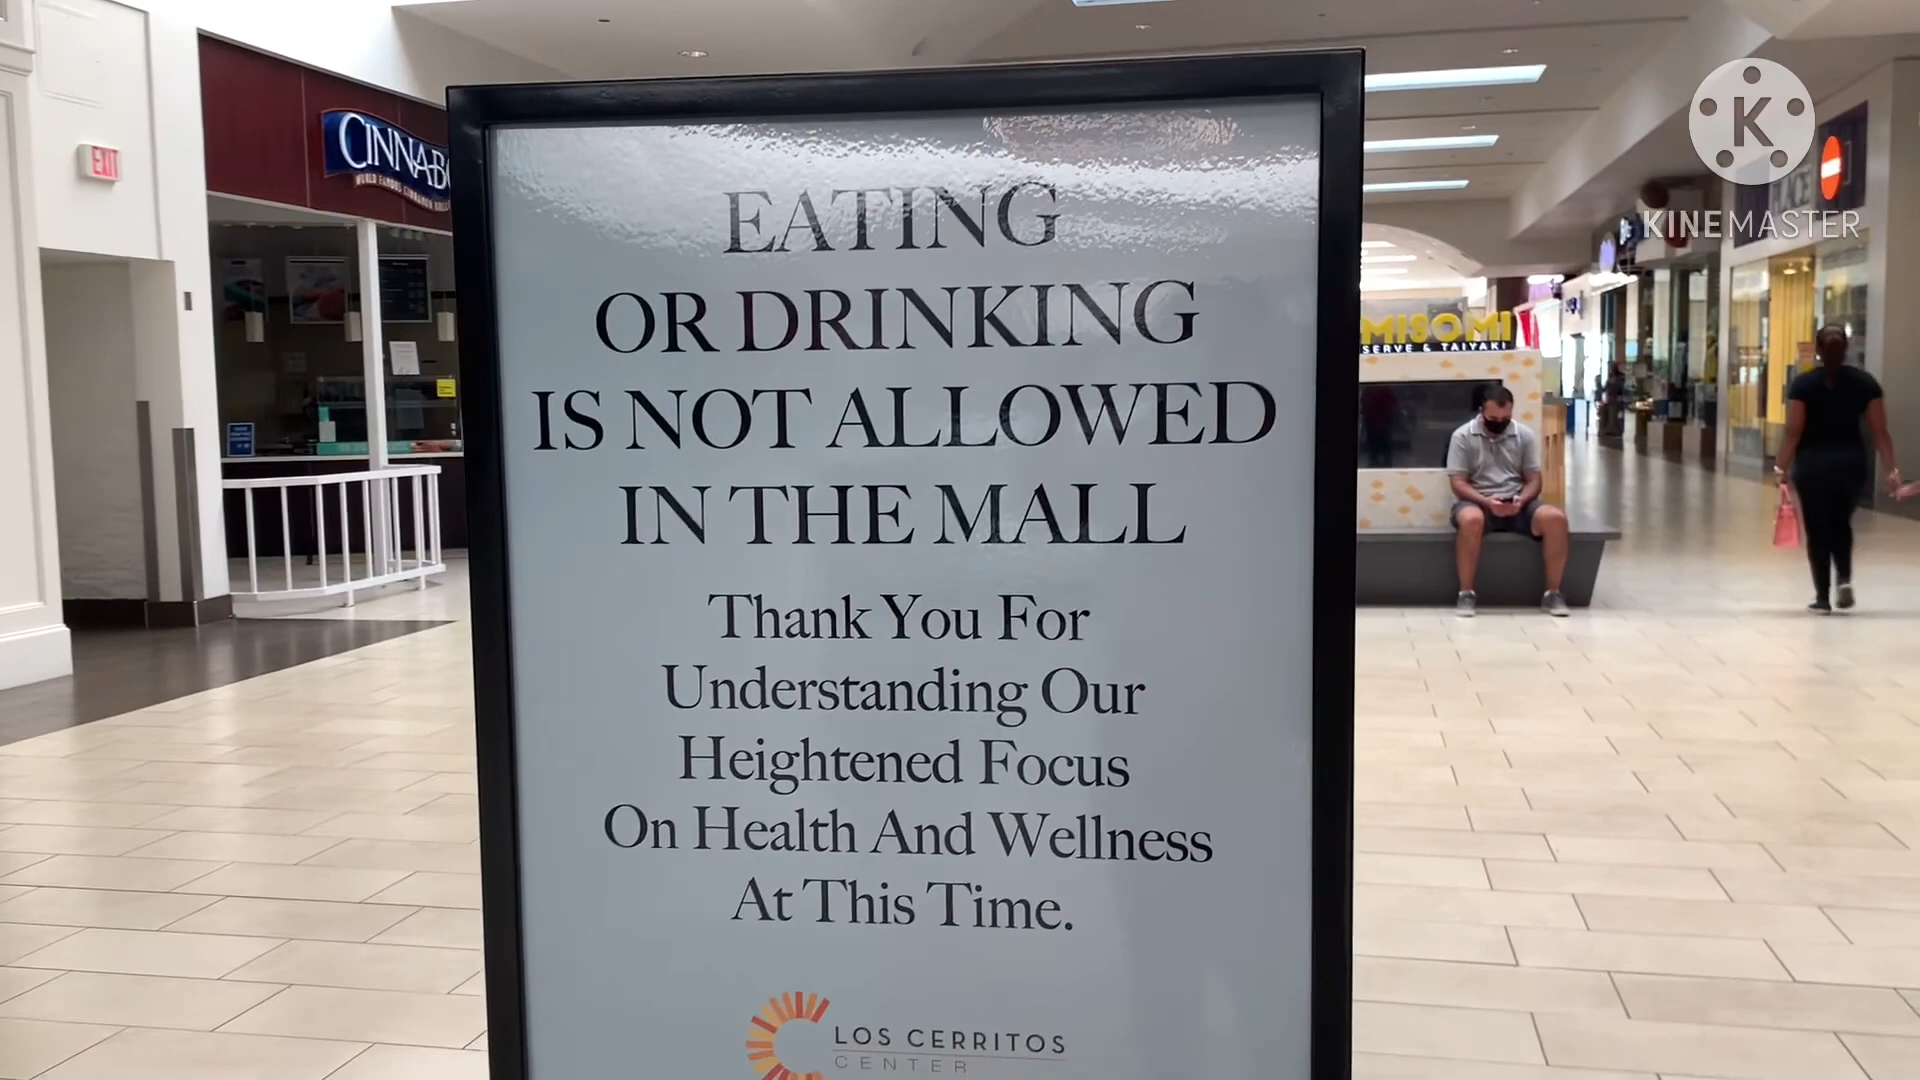 EXIT
CINNAB
WORLD FAMOUS CINNAMON ROLLS
EATING
OR DRINKING
IS NOT ALLOWED
IN THE MALL
Thank You For
Understanding Our
Heightened Focus
On Health And Wellness
At This Time.
LOS CERRITOS
CENTER
MISOMI
SERVE & TAIYAKI
K
KINEMASTER